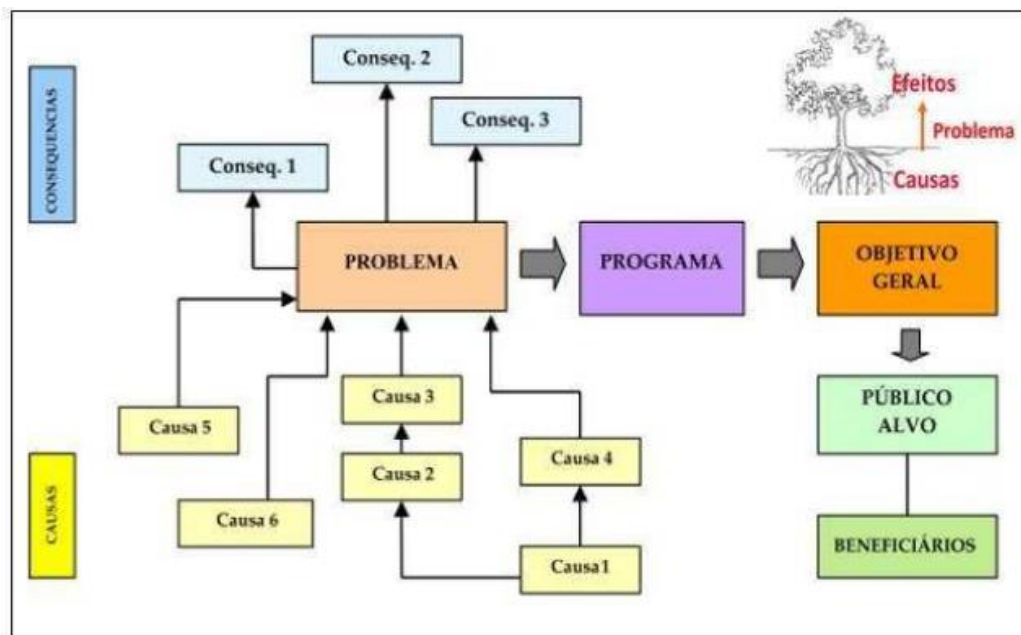 CONSEQUENCIAS
Conseq. 2
Conseq. 3
Conseq. 1
Efeitos
Problema
Causas
PROBLEMA
PROGRAMA
OBJETIVO
GERAL
Causa 5
Causa 3
PÚBLICO
ALVO
CAUSAS
Causa 2
Causa 4
Causa 6
Causa 1
BENEFICIÁRIOS